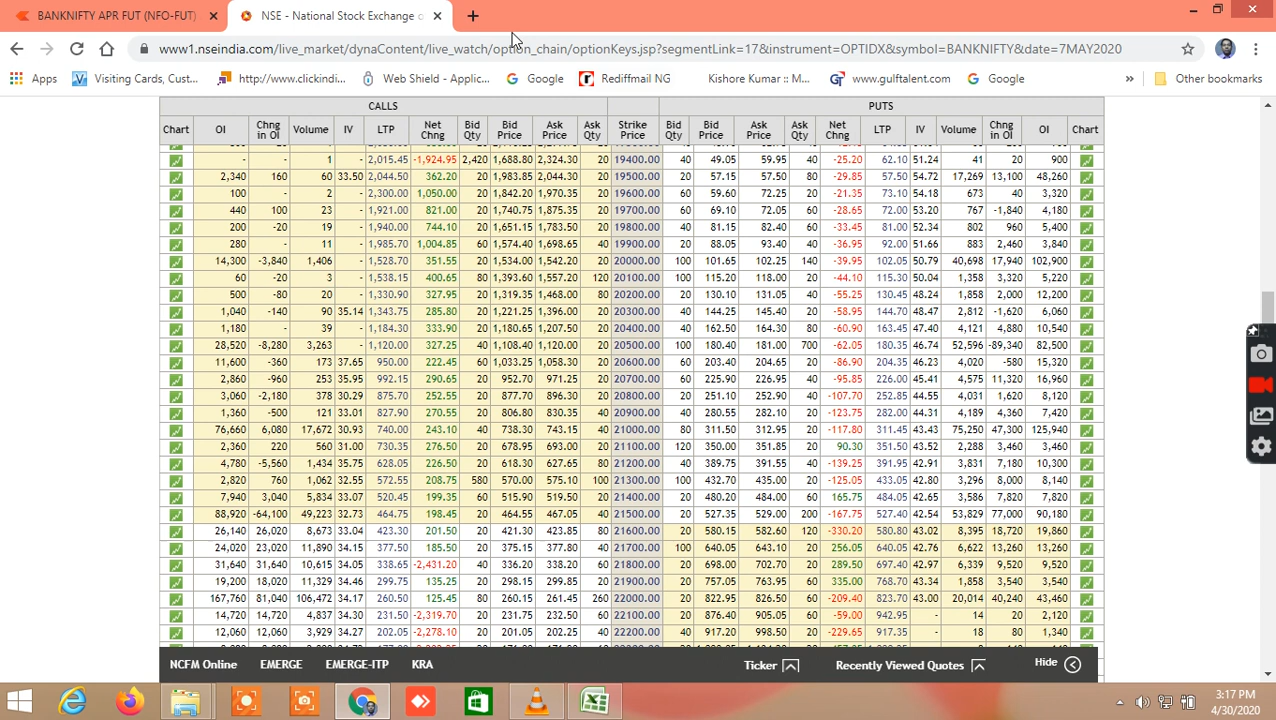 BANKNIFTY APR FUT (NFO-FUT) NSE - National Stock Exchange o
www1.nseindia.com/live_market/dynaContent/live_watch/option_chain/optionKeys.jsp?segmentLink=17&instrument=OPTIDX&symbol=BANKNIFTY&date=7MAY2020
Apps Visiting Cards, Cust... http://www.clickindi... Web Shield - Applic... Google Rediffmail NG Kishore Kumar :: M... www.gulftalent.com Google » Other bookmarks
CALLS PUTS
Chart OI Chng in OI Volume IV LTP Net Chng Bid Qty Bid Price Ask Price Ask Qty Strike Price Bid Qty Bid Price Ask Price Ask Qty Net Chng LTP IV Volume Chng in OI OI Chart
- - 1 - 2,015.45 -1,924.95 2,420 1,688.80 2,324.30 20 19400.00 40 49.05 59.95 40 -25.20 62.10 51.24 41 20 900
2,340 160 60 33.50 2,044.50 362.20 20 1,983.85 2,044.30 20 19500.00 20 57.15 57.50 80 -29.85 57.50 54.72 17,269 13,100 48,260
100 - 2 - 2,300.00 1,050.00 20 1,842.20 1,970.35 20 19600.00 60 59.60 72.25 20 -21.35 73.10 54.18 673 40 3,320
440 100 23 - 1,921.00 821.00 20 1,740.75 1,875.35 20 19700.00 60 69.10 72.05 60 -28.65 72.00 53.20 767 -1,840 4,180
200 -20 19 - 1,940.00 744.10 20 1,651.15 1,783.50 20 19800.00 40 81.15 82.40 60 -33.45 81.00 52.34 802 960 5,400
280 - 11 - 1,985.70 1,004.85 60 1,574.40 1,698.65 40 19900.00 20 88.05 93.40 40 -36.95 92.00 51.66 883 2,460 3,840
14,300 -3,840 1,406 - 1,528.70 351.55 20 1,534.00 1,542.20 20 20000.00 100 101.65 102.25 140 -39.95 102.05 50.79 40,698 17,940 102,900
60 -20 3 - 1,538.15 400.65 80 1,393.60 1,557.20 120 20100.00 100 115.20 118.00 20 -44.10 115.30 50.04 1,358 3,320 5,220
500 -80 20 - 1,330.90 327.95 20 1,319.35 1,468.00 80 20200.00 20 130.10 131.05 40 -55.25 130.45 48.24 1,858 2,000 12,200
1,040 -140 90 35.14 1,343.75 285.80 20 1,221.25 1,396.00 20 20300.00 40 144.25 145.40 20 -58.95 144.70 48.47 2,812 -1,620 6,060
1,180 - 39 - 1,184.30 333.90 20 1,180.65 1,207.50 20 20400.00 40 162.50 164.30 80 -60.90 163.45 47.40 4,121 4,880 10,540
28,520 -8,280 3,263 - 1,120.00 327.25 40 1,108.40 1,120.00 20 20500.00 100 180.40 181.00 700 -62.05 180.35 46.74 52,596 -89,340 82,500
11,600 -360 173 37.65 950.00 222.45 60 1,033.25 1,058.30 20 20600.00 60 203.40 204.65 20 -86.90 204.35 46.23 4,020 -580 15,320
2,860 -960 253 35.95 992.15 290.65 20 952.70 971.25 20 20700.00 60 225.90 226.95 40 -95.85 226.00 45.41 4,575 11,320 16,960
3,060 -2,180 378 30.29 875.70 252.55 20 877.70 896.30 20 20800.00 20 251.10 252.90 40 -107.70 252.85 44.55 4,031 1,620 8,120
1,360 -500 121 33.01 827.90 270.55 20 806.80 830.35 40 20900.00 40 280.55 282.10 20 -123.75 282.00 44.31 4,189 4,360 7,420
76,660 6,080 17,672 30.93 740.00 243.10 40 738.30 743.15 40 21000.00 80 311.50 312.95 20 -117.80 311.45 43.43 75,250 47,300 125,940
2,360 220 560 31.00 730.35 276.50 20 678.95 693.00 20 21100.00 120 350.00 351.85 20 90.30 351.50 43.52 2,288 3,460 3,460
4,780 -5,560 1,434 35.75 628.05 226.50 20 618.30 627.65 80 21200.00 40 389.75 391.55 40 -139.25 391.95 42.91 3,831 7,180 10,300
2,820 760 1,062 32.55 572.55 208.75 580 570.00 575.10 100 21300.00 40 432.70 435.00 20 -125.05 433.05 42.80 3,296 8,000 8,140
7,940 3,040 5,834 33.07 520.45 199.35 60 515.90 519.50 20 21400.00 20 480.50 484.00 60 165.75 484.05 42.65 3,586 7,820 7,820
88,920 -64,100 49,223 32.73 464.75 198.45 20 464.55 467.05 40 21500.00 20 527.40 529.00 200 -167.75 527.40 42.54 53,829 77,000 90,180
26,140 26,020 8,673 33.04 423.30 201.50 20 421.30 423.85 80 21600.00 20 580.15 582.60 120 -330.20 580.80 43.02 8,395 18,720 19,860
24,020 23,020 11,890 34.15 377.50 185.50 20 375.15 377.80 40 21700.00 100 640.05 643.10 20 256.05 640.05 42.76 6,622 13,260 13,260
31,640 31,640 10,615 34.05 338.65 -2,431.20 40 336.20 338.20 60 21800.00 20 698.00 702.70 20 289.50 697.40 42.97 6,339 9,520 9,520
19,200 18,020 11,329 34.46 299.75 135.25 20 298.15 299.85 20 21900.00 20 757.05 763.95 60 335.00 768.70 43.34 1,858 3,540 3,540
167,760 81,040 106,472 34.17 260.50 125.45 80 260.15 261.45 260 22000.00 20 822.95 826.50 60 -209.40 823.70 43.00 20,014 40,240 43,460
14,720 14,720 4,837 34.30 231.50 -2,319.70 20 231.75 232.75 60 22100.00 20 876.40 905.05 60 -59.00 942.95 - 14 20 2,120
12,060 12,060 3,929 34.27 202.05 -2,278.10 20 201.05 202.25 40 22200.00 40 917.20 998.50 20 -229.65 917.35 - 18 80 1,340
NCFM Online EMERGE EMERGE-ITP KRA Ticker Recently Viewed Quotes Hide
3:17 PM
4/30/2020